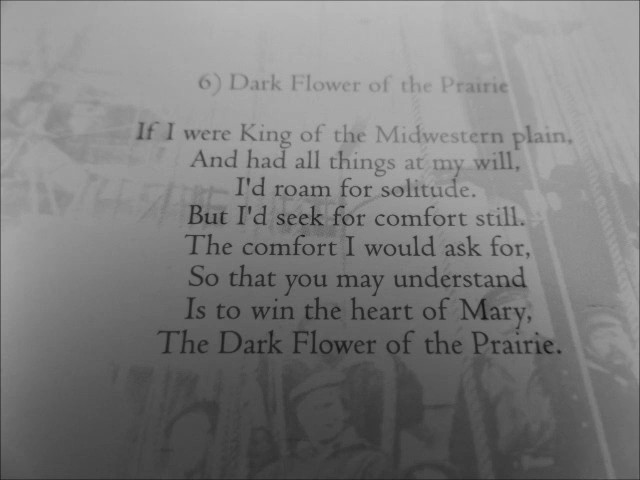 6) Dark Flower of the Prairie
If I were King of the Midwestern plain,
And had all things at my will,
I'd roam for solitude.
But I'd seek for comfort still.
The comfort I would ask for,
So that you may understand
Is to win the heart of Mary,
The Dark Flower of the Prairie.